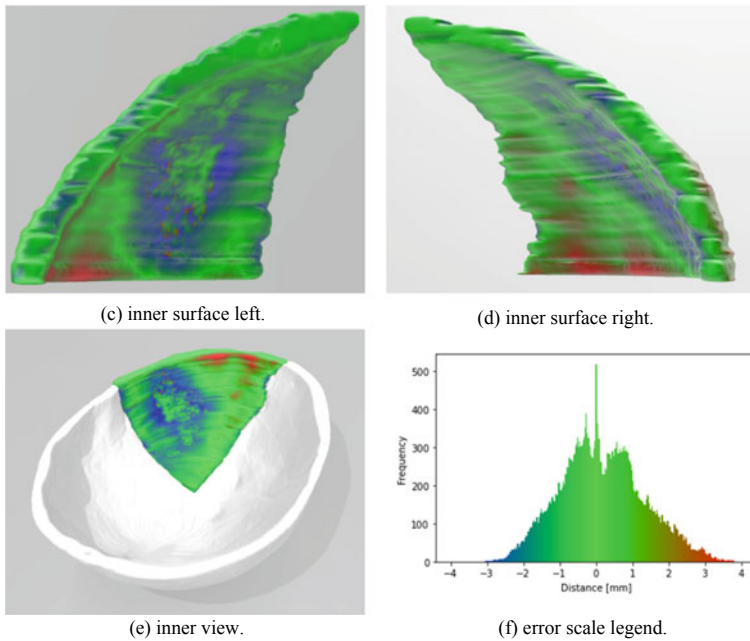 (c) inner surface left.
(d) inner surface right.
500
400
300
200
100
0
Frequency
−4 −3 −2 −1 0 1 2 3 4
Distance [mm]
(e) inner view.
(f) error scale legend.